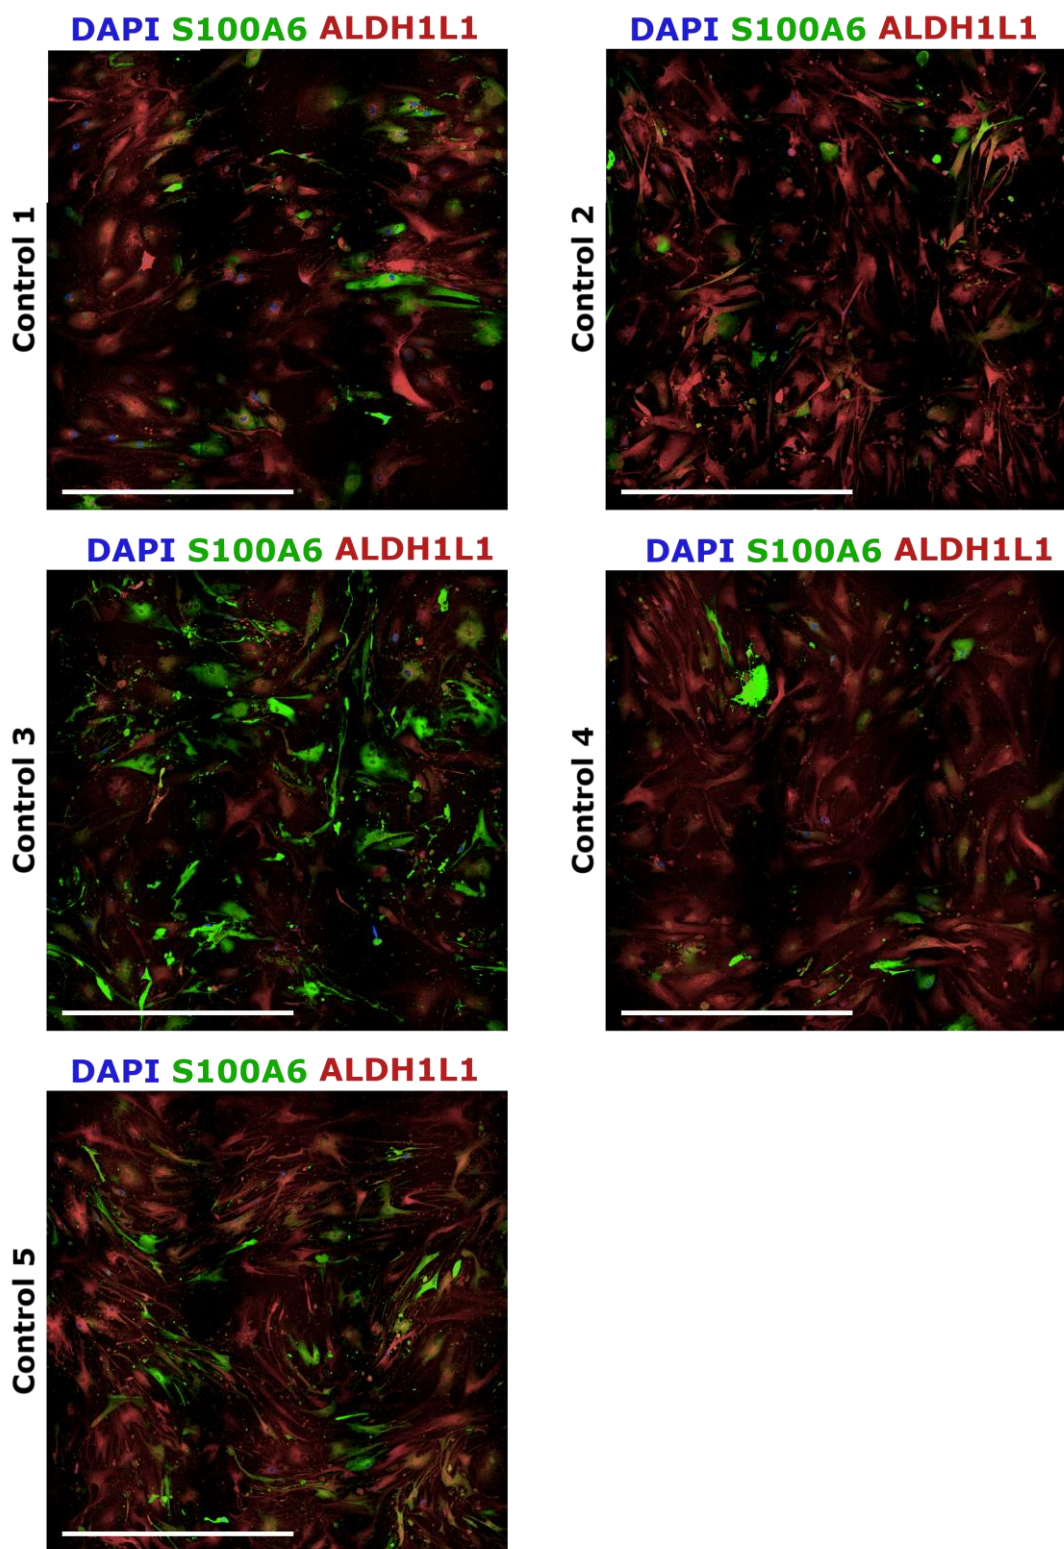 DAPI S100A6 ALDH1L1
DAPI S100A6 ALDH1L1
Control 1
Control 2
DAPI S100A6 ALDH1L1
DAPI S100A6 ALDH1L1
Control 3
Control 4
DAPI S100A6 ALDH1L1
Control 5